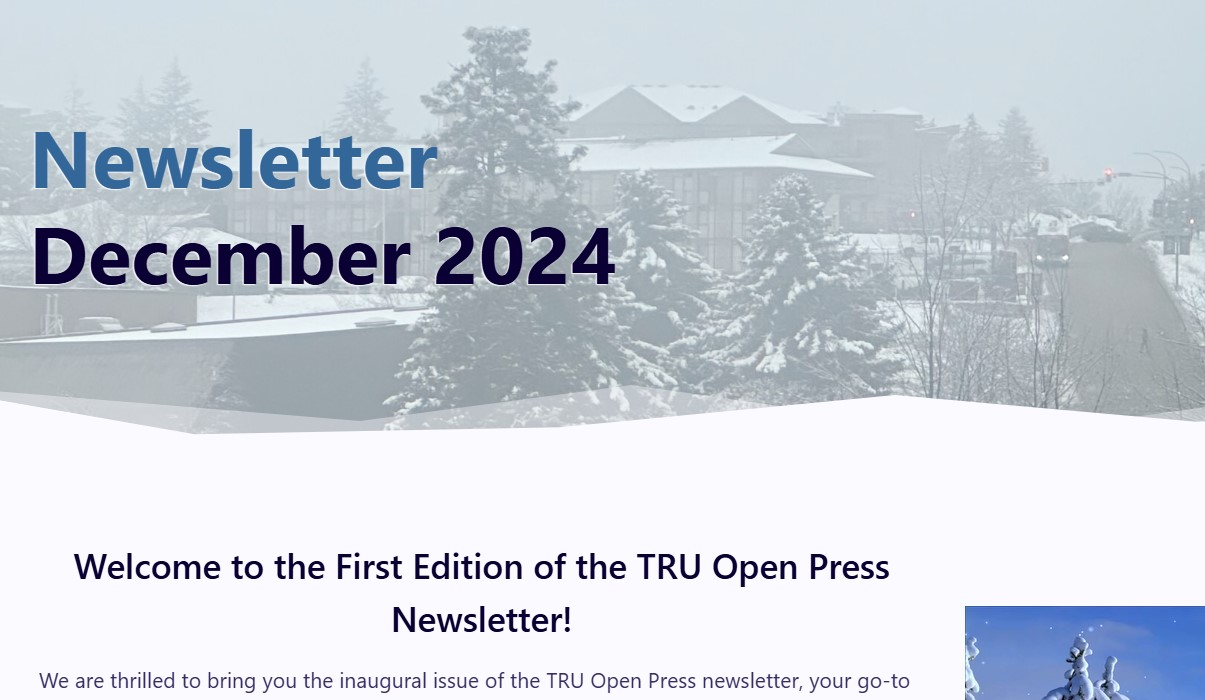 Newsletter
December 2024
Welcome to the First Edition of the TRU Open Press
Newsletter!
We are thrilled to bring you the inaugural issue of the TRU Open Press newsletter, your go-to